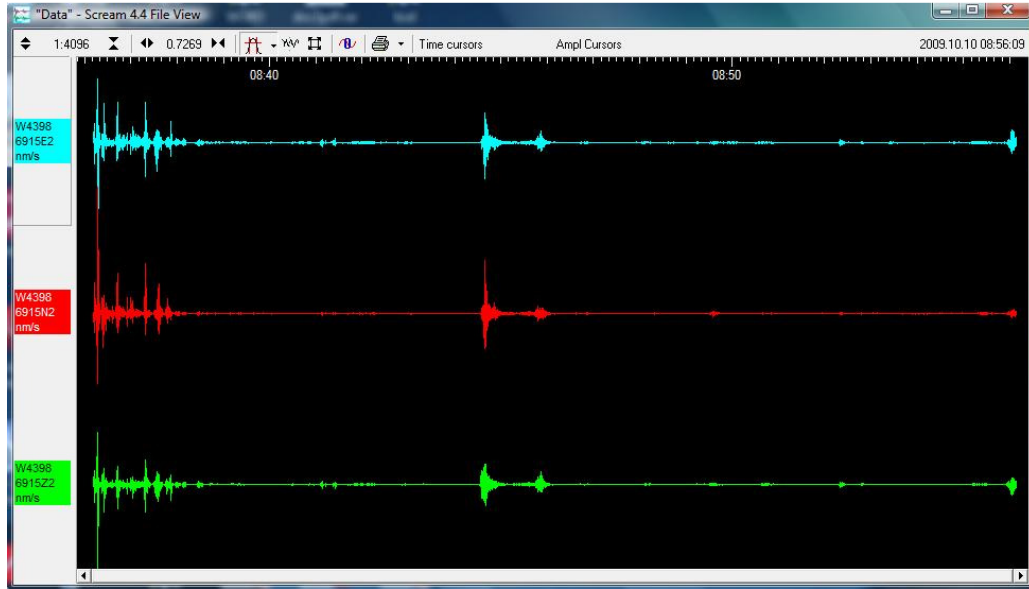 "Data" - Scream 4.4 File View
1:4096 0.7269 Time cursors Ampl Cursors 2009.10.10 08:56:09
08:40 08:50
W4398
6915E2
nm/s
W4398
6915N2
nm/s
W4398
6915Z2
nm/s